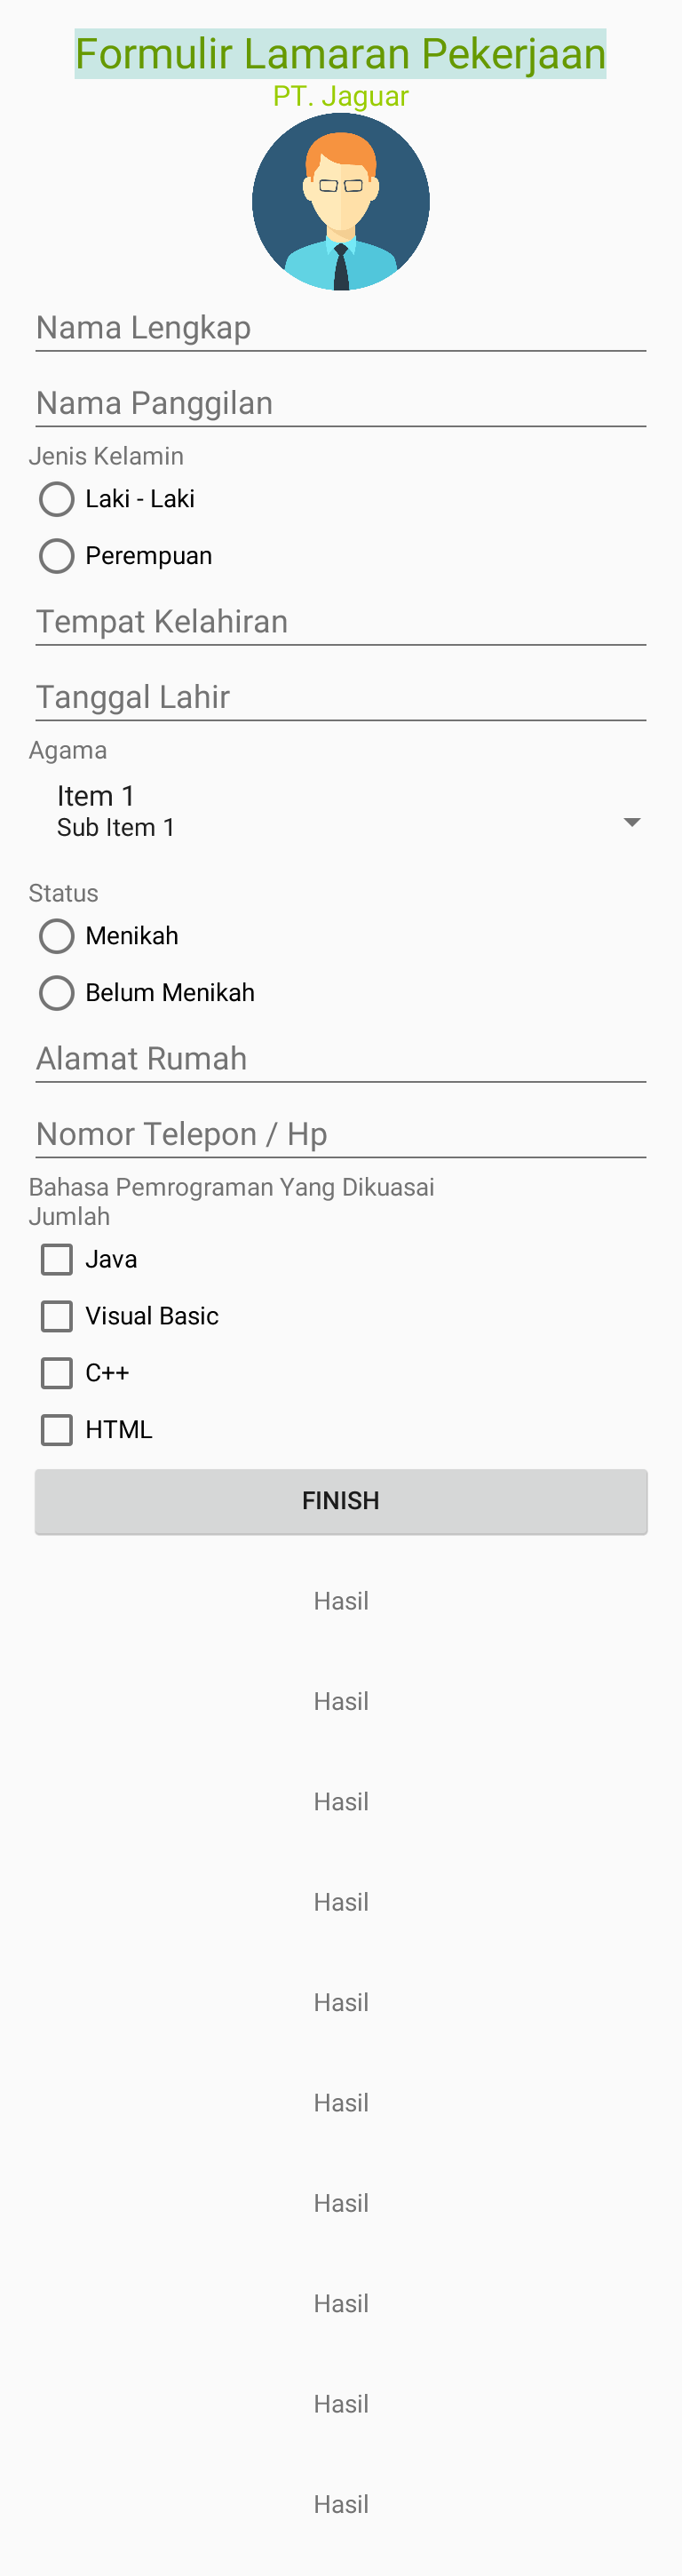 Formulir Lamaran Pekerjaan
PT. Jaguar
Nama Lengkap
Nama Panggilan
Jenis Kelamin
Laki - Laki
Perempuan
Tempat Kelahiran
Tanggal Lahir
Agama
Item 1
Sub Item 1
Status
Menikah
Belum Menikah
Alamat Rumah
Nomor Telepon / Hp
Bahasa Pemrograman Yang Dikuasai
Jumlah
Java
Visual Basic
C++
HTML
FINISH
Hasil
Hasil
Hasil
Hasil
Hasil
Hasil
Hasil
Hasil
Hasil
Hasil